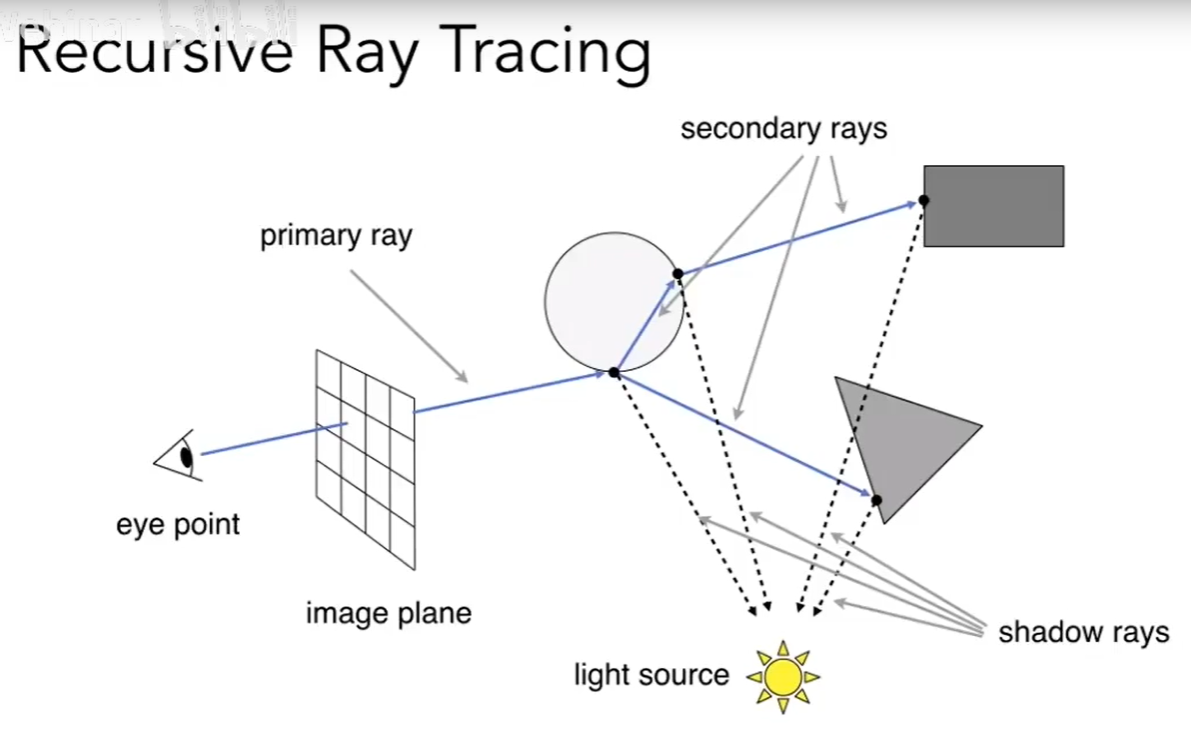 Recursive Ray Tracing
secondary rays
primary ray
eye point
image plane
light source
shadow rays